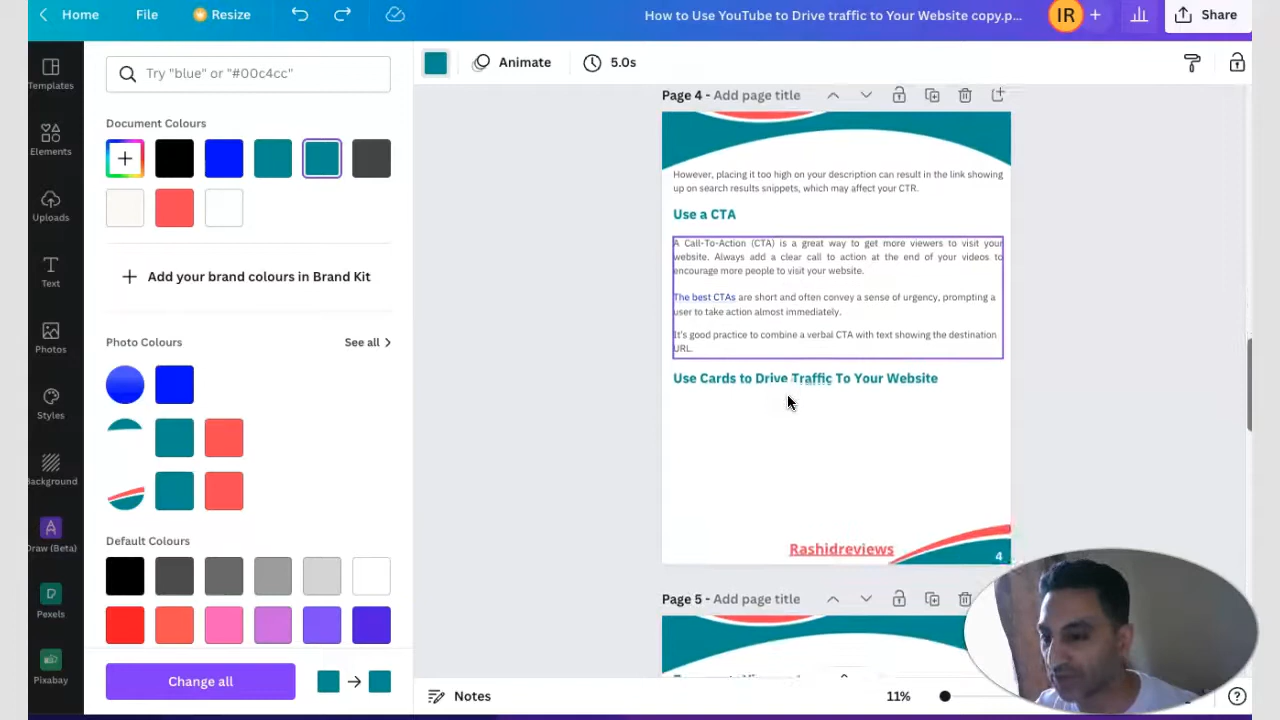 Home
File
Resize
How to Use YouTube to Drive traffic to Your Website copy.p...
IR
Share
Templates
Elements
Uploads
Text
Photos
Styles
Background
Draw (Beta)
Pexels
Pixabay
Try "blue" or "#00c4cc"
Document Colours
Add your brand colours in Brand Kit
Photo Colours
See all
Default Colours
Change all
Animate
5.0s
Page 4 - Add page title
However, placing it too high on your description can result in the link showing
up on search results snippets, which may affect your CTR.
Use a CTA
A Call-To-Action (CTA) is a great way to get more viewers to visit your
website. Always add a clear call to action at the end of your videos to
encourage more people to visit your website.
The best CTAs are short and often convey a sense of urgency, prompting a
user to take action almost immediately.
It's good practice to combine a verbal CTA with text showing the destination
URL.
Use Cards to Drive Traffic To Your Website
Rashidreviews
4
Page 5 - Add page title
Notes
11%